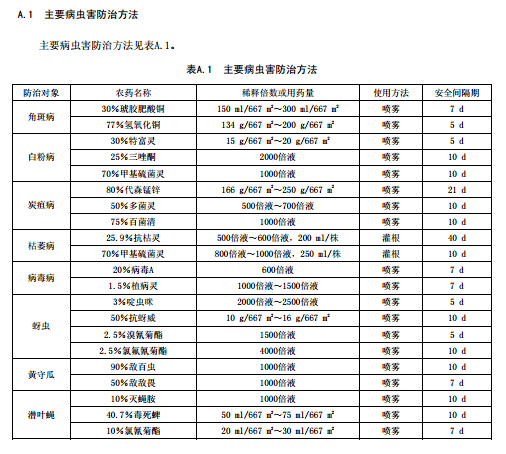 A.1 主要病虫害防治方法
主要病虫害防治方法见表A.1。
表A.1 主要病虫害防治方法
防治对象 农药名称 稀释倍数或用药量 使用方法 安全间隔期
角斑病 30%琥胶肥酸铜 150 ml/667 m²~300 ml/667 m² 喷雾 7 d
77%氢氧化铜 134 g/667 m²~200 g/667 m² 喷雾 5 d
白粉病 30%特富灵 15 g/667 m²~20 g/667 m² 喷雾 5 d
25%三唑酮 2000倍液 喷雾 10 d
70%甲基硫菌灵 1000倍液 喷雾 10 d
炭疽病 80%代森锰锌 166 g/667 m²~250 g/667 m² 喷雾 21 d
50%多菌灵 500倍液~700倍液 喷雾 10 d
75%百菌清 1000倍液 喷雾 10 d
枯萎病 25.9%抗枯灵 500倍液~600倍液, 200 ml/株 灌根 40 d
70%甲基硫菌灵 800倍液~1000倍液, 250 ml/株 灌根 10 d
病毒病 20%病毒A 600倍液 喷雾 7 d
1.5%植病灵 1000倍液~1500倍液 喷雾 7 d
蚜虫 3%啶虫咪 2000倍液~2500倍液 喷雾 5 d
50%抗蚜威 10 g/667 m²~16 g/667 m² 喷雾 10 d
2.5%溴氰菊酯 1500倍液 喷雾 5 d
2.5%氯氟氰菊酯 4000倍液 喷雾 10 d
黄守瓜 90%敌百虫 1000倍液 喷雾 10 d
50%敌敌畏 1000倍液 喷雾 7 d
潜叶蝇 10%灭蝇胺 1000倍液 喷雾 10 d
40.7%毒死蜱 50 ml/667 m²~75 ml/667 m² 喷雾 10 d
10%氯氰菊酯 20 ml/667 m²~30 ml/667 m² 喷雾 7 d